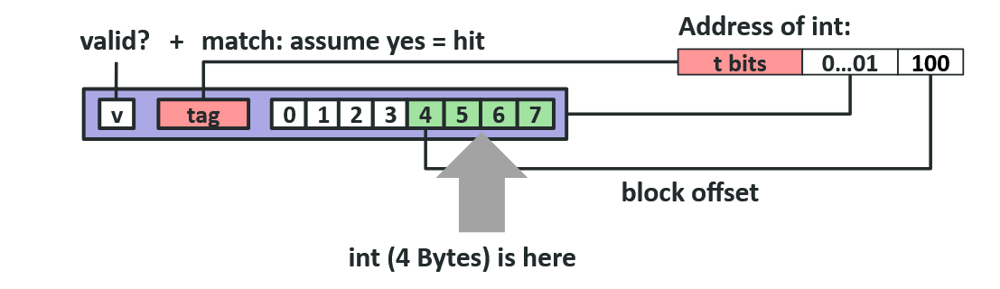 Address of int:
valid? + match: assume yes = hit
t bits 0...01 100
v tag 0 1 2 3 4 5 6 7
block offset
int (4 Bytes) is here